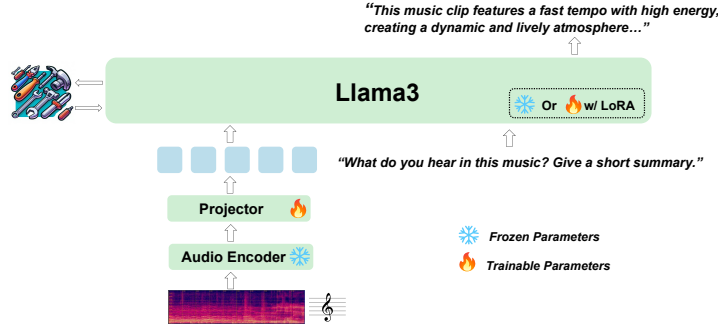 “This music clip features a fast tempo with high energy,
creating a dynamic and lively atmosphere…”
Llama3
Or w/ LoRA
“What do you hear in this music? Give a short summary.”
Projector
Audio Encoder
Frozen Parameters
Trainable Parameters